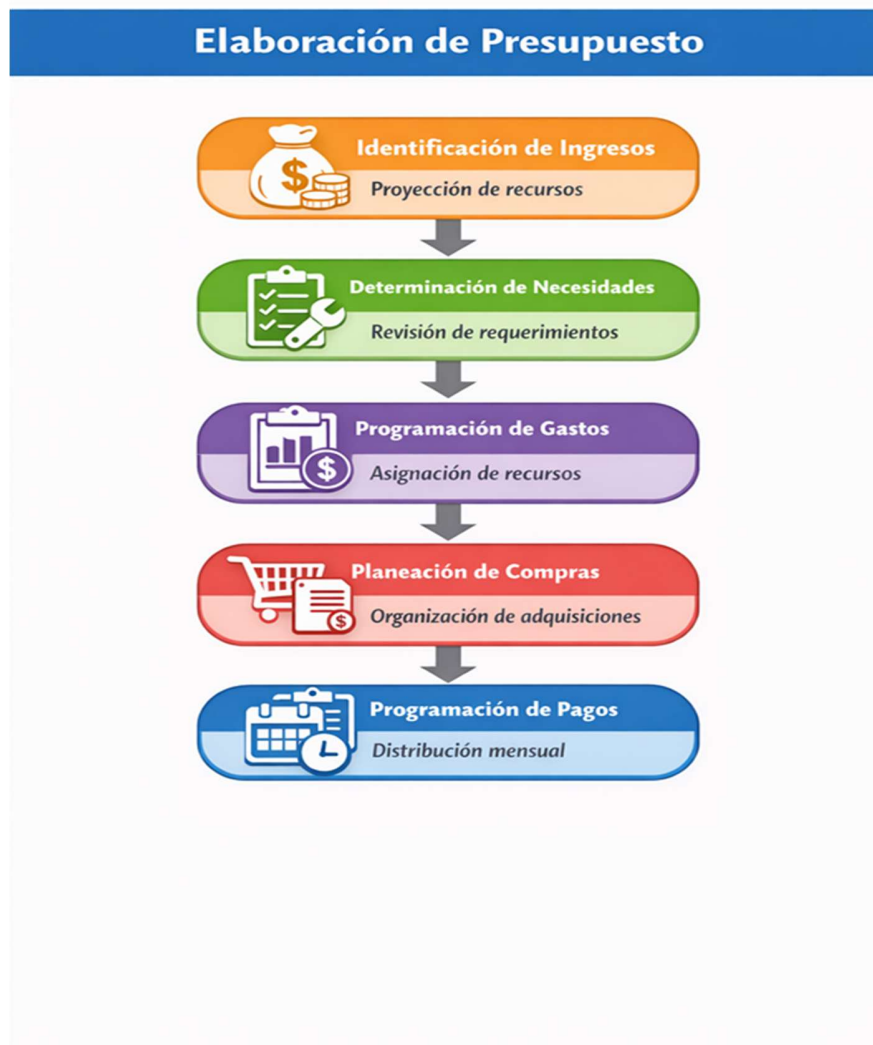 Elaboración de Presupuesto
Identificación de Ingresos
Proyección de recursos
Determinación de Necesidades
Revisión de requerimientos
Programación de Gastos
Asignación de recursos
Planeación de Compras
Organización de adquisiciones
Programación de Pagos
Distribución mensual